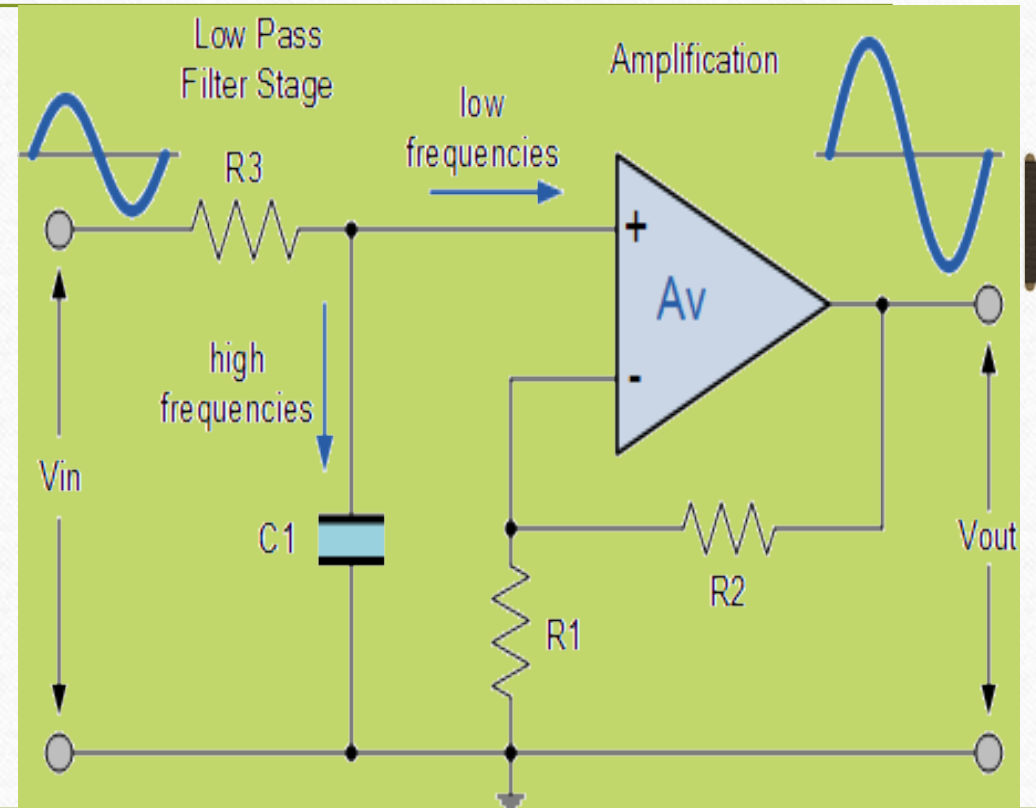 Low Pass
Filter Stage
Amplification
low
frequencies
R3
+
Av
-
high
frequencies
Vin
C1
R2
R1
Vout